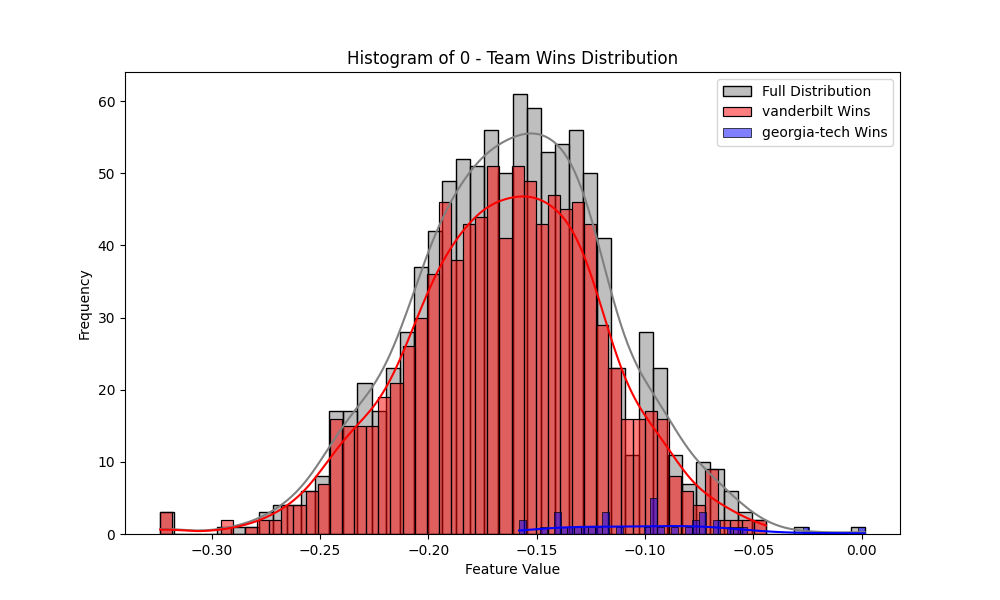 Histogram of 0 - Team Wins Distribution
Full Distribution
vanderbilt Wins
georgia-tech Wins
Frequency
60
50
40
30
20
10
0
−0.30
−0.25
−0.20
−0.15
−0.10
−0.05
0.00
Feature Value